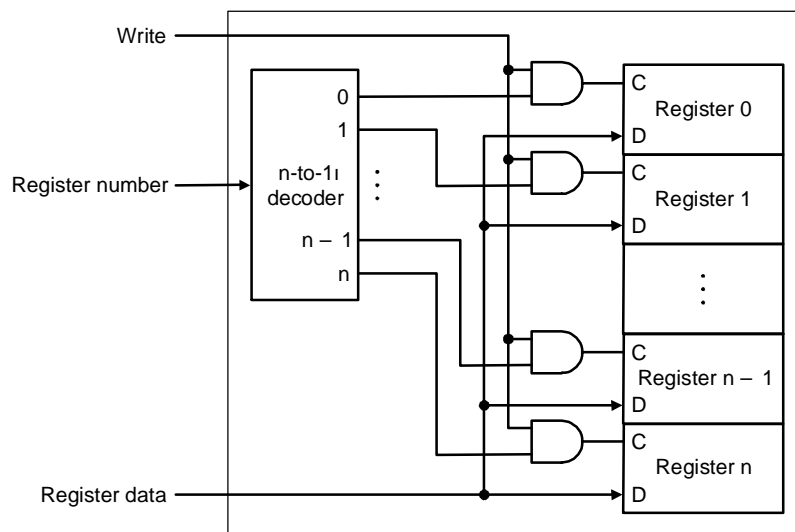 Write
0
1
n-to-1ı
decoder
⋮
n – 1
n
Register number
Register data
C
Register 0
D
C
Register 1
D
⋮
C
Register n – 1
D
C
Register n
D